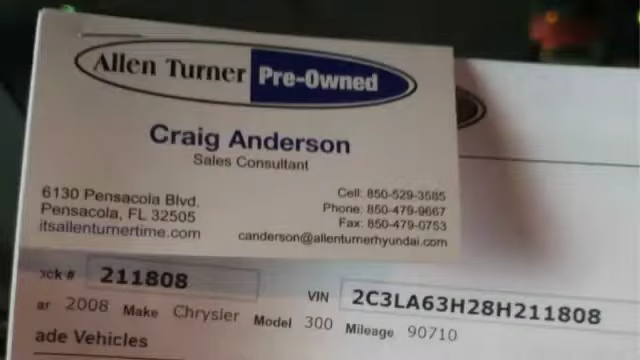 Allen Turner Pre-Owned
Craig Anderson
Sales Consultant
6130 Pensacola Blvd.
Pensacola, FL 32505
itsallenturnertime.com
Cell: 850-529-3585
Phone: 850-479-9667
Fax: 850-479-0753
canderson@allenturnerhyundai.com
ock # 211808 VIN 2C3LA63H28H211808
ar 2008 Make Chrysler Model 300 Mileage 90710
ade Vehicles